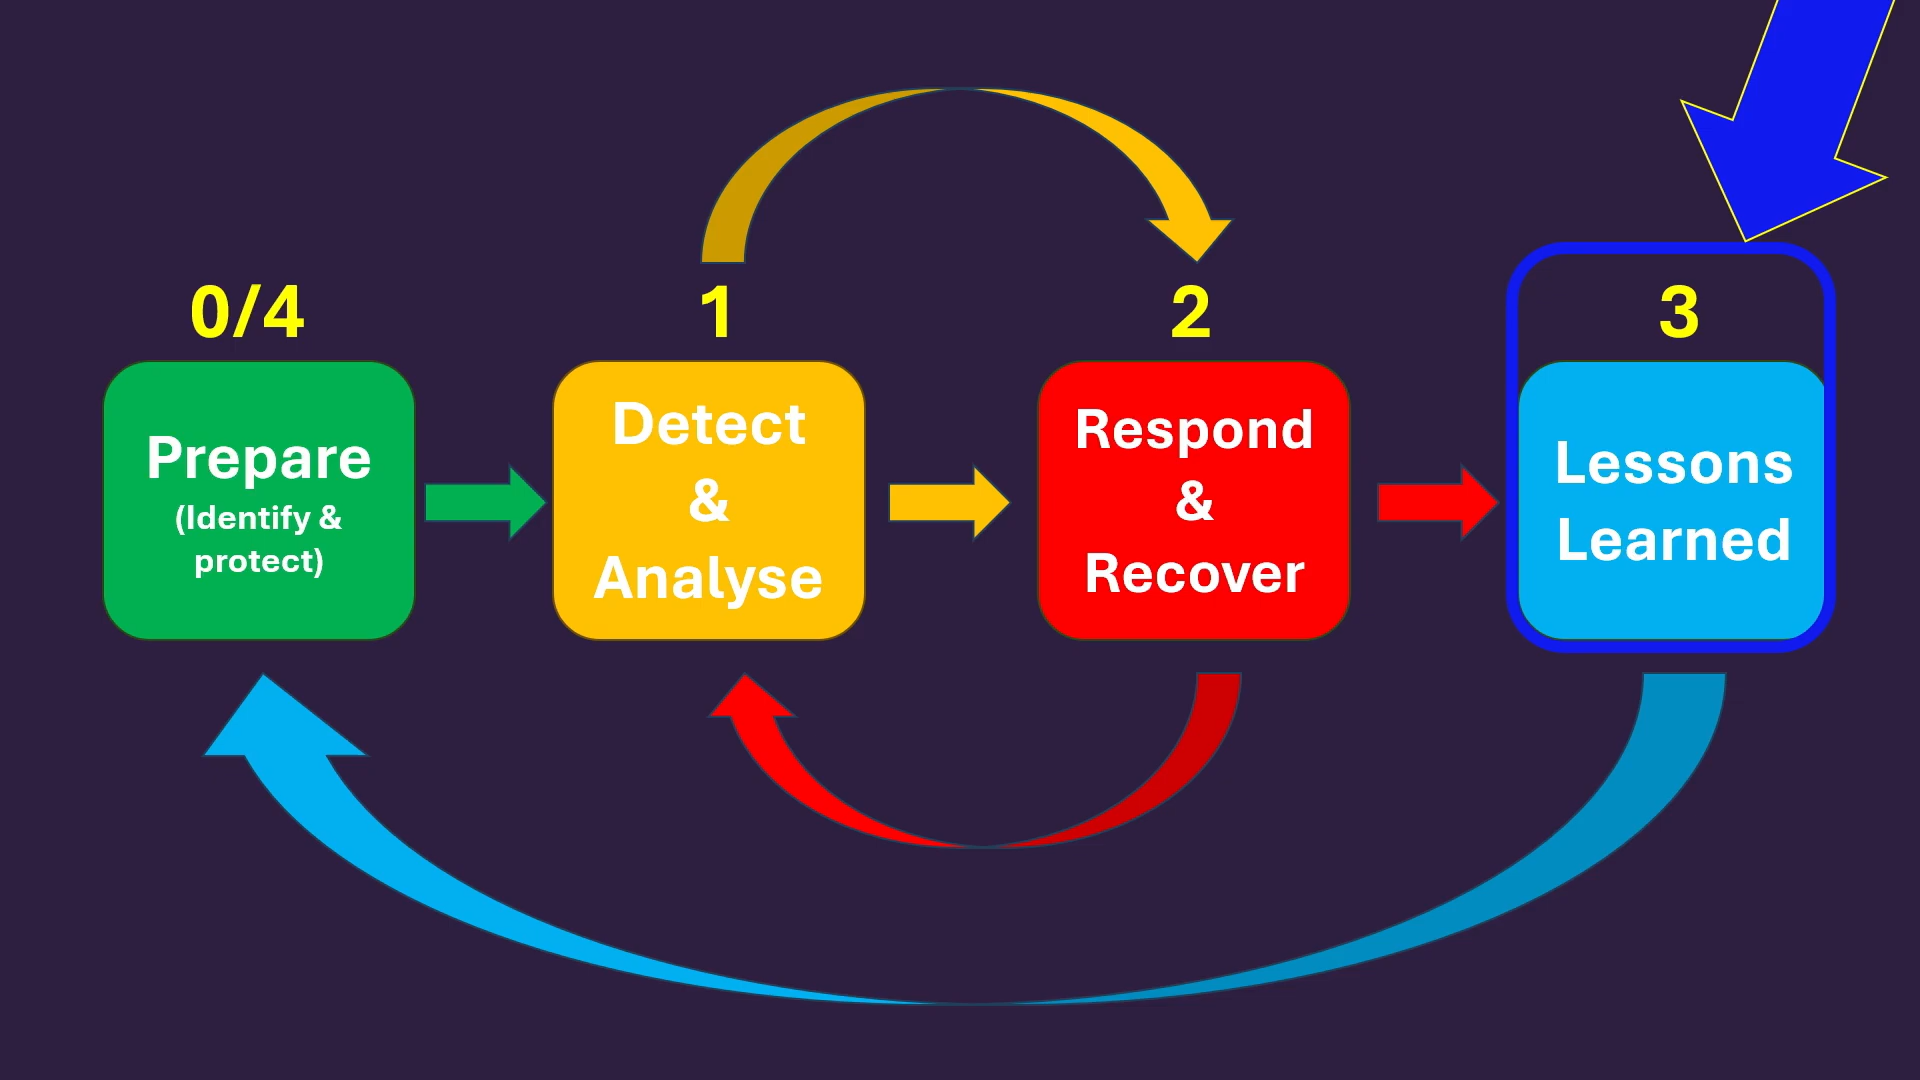 0/4
Prepare
(Identify &
protect)
1
Detect
&
Analyse
2
Respond
&
Recover
3
Lessons
Learned